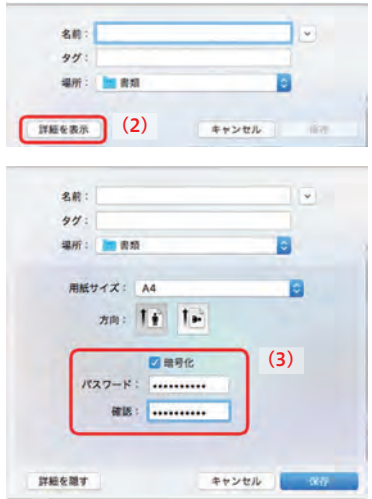 名前：
タグ：
場所： 書類
詳細を表示 (2) キャンセル 保存
名前：
タグ：
場所： 書類
用紙サイズ： A4
方向：
暗号化 (3)
パスワード： ••••••••••
確認： ••••••••••
詳細を隠す キャンセル 保存